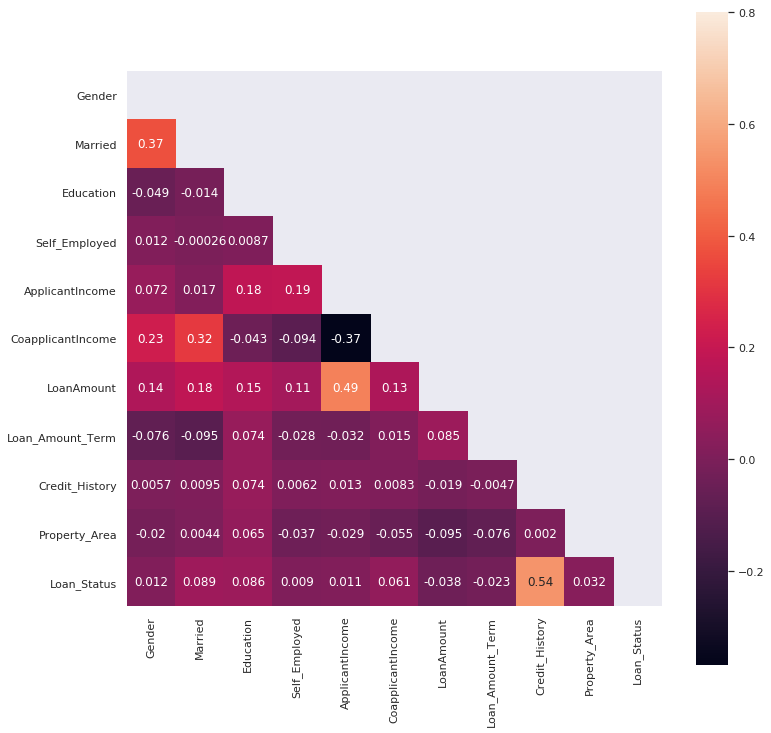 Gender
Married 0.37
Education -0.049 -0.014
Self_Employed 0.012 -0.00026 0.0087
ApplicantIncome 0.072 0.017 0.18 0.19
CoapplicantIncome 0.23 0.32 -0.043 -0.094 -0.37
LoanAmount 0.14 0.18 0.15 0.11 0.49 0.13
Loan_Amount_Term -0.076 -0.095 0.074 -0.028 -0.032 0.015 0.085
Credit_History 0.0057 0.0095 0.074 0.0062 0.013 0.0083 -0.019 -0.0047
Property_Area -0.02 0.0044 0.065 -0.037 -0.029 -0.055 -0.095 -0.076 0.002
Loan_Status 0.012 0.089 0.086 0.009 0.011 0.061 -0.038 -0.023 0.54 0.032
Gender
Married
Education
Self_Employed
ApplicantIncome
CoapplicantIncome
LoanAmount
Loan_Amount_Term
Credit_History
Property_Area
Loan_Status
0.8
0.6
0.4
0.2
0.0
−0.2